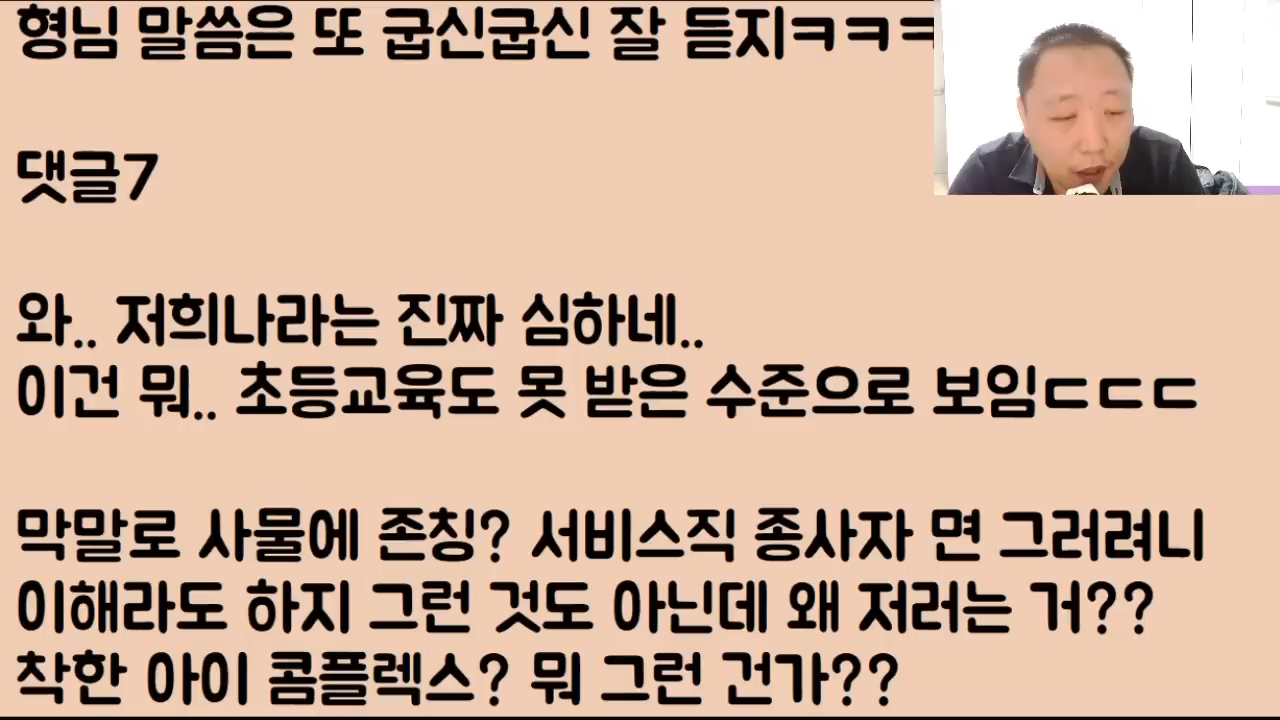 형님 말씀은 또 굽신굽신 잘 듣지ㅋㅋㅋ
댓글7
와.. 저희나라는 진짜 심하네..
이건 뭐.. 초등교육도 못 받은 수준으로 보임ㄷㄷㄷ
막말로 사물에 존칭? 서비스직 종사자 면 그러려니
이해라도 하지 그런 것도 아닌데 왜 저러는 거??
착한 아이 콤플렉스? 뭐 그런 건가??